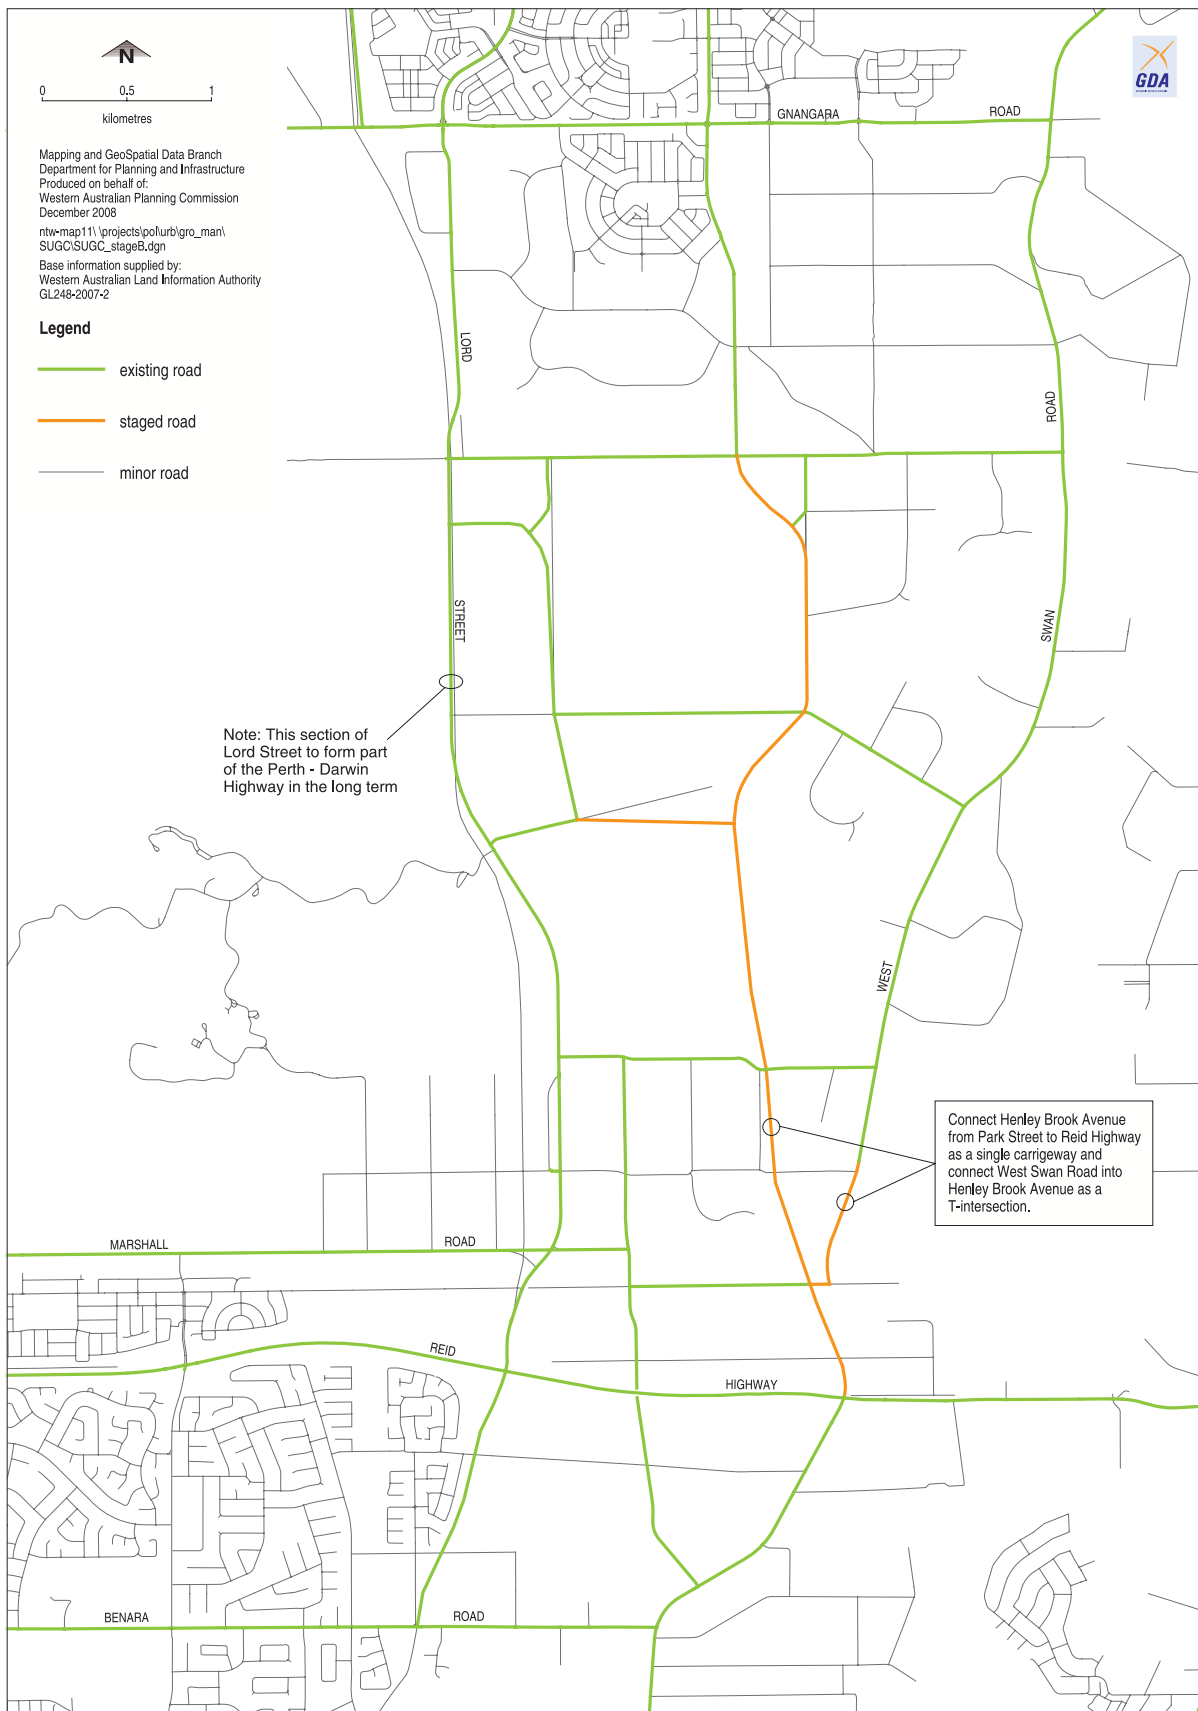 N
0 0.5 1
kilometres
Mapping and GeoSpatial Data Branch
Department for Planning and Infrastructure
Produced on behalf of:
Western Australian Planning Commission
December 2008
ntw-map11\ \projects\pol\urb\gro_man\
SUGC\SUGC_stageB.dgn
Base information supplied by:
Western Australian Land Information Authority
GL248-2007-2
Legend
existing road
staged road
minor road
GDA
GNANGARA ROAD
LORD
ROAD
STREET
SWAN
Note: This section of
Lord Street to form part
of the Perth - Darwin
Highway in the long term
WEST
Connect Henley Brook Avenue
from Park Street to Reid Highway
as a single carrigeway and
connect West Swan Road into
Henley Brook Avenue as a
T-intersection.
MARSHALL ROAD
REID
HIGHWAY
BENARA ROAD